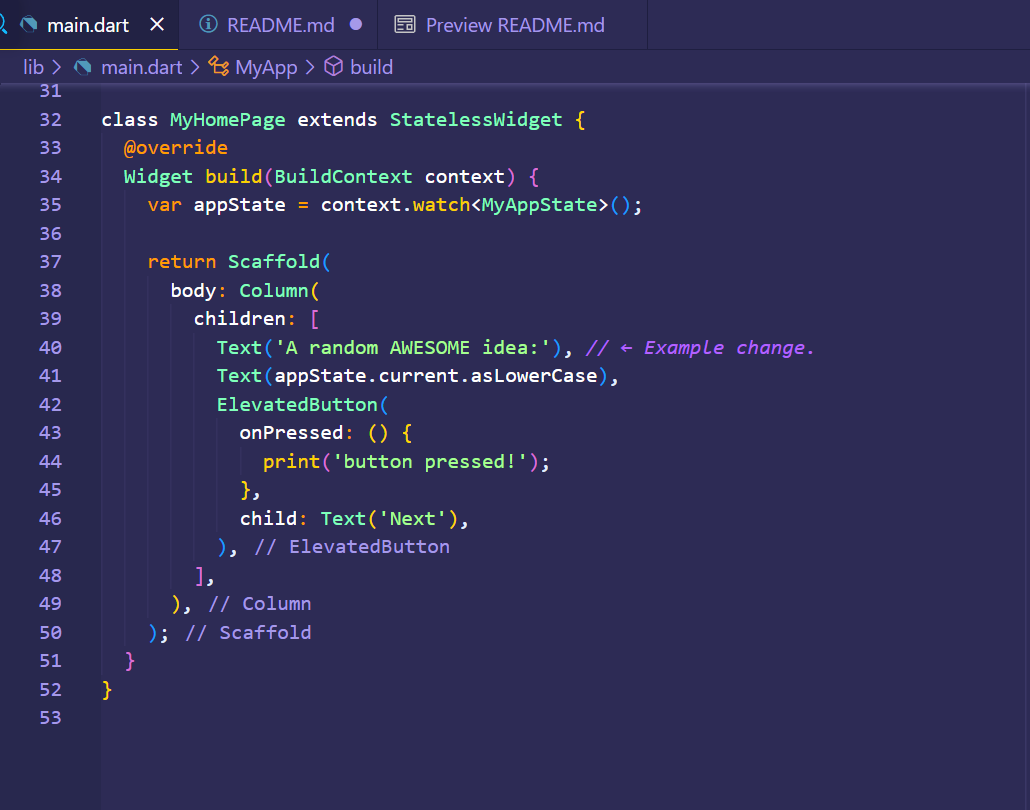 main.dart README.md Preview README.md
lib > main.dart > MyApp > build
31
32 class MyHomePage extends StatelessWidget {
33   @override
34   Widget build(BuildContext context) {
35     var appState = context.watch<MyAppState>();
36
37     return Scaffold(
38       body: Column(
39         children: [
40           Text('A random AWESOME idea:'), // ← Example change.
41           Text(appState.current.asLowerCase),
42           ElevatedButton(
43             onPressed: () {
44               print('button pressed!');
45             },
46             child: Text('Next'),
47           ), // ElevatedButton
48         ],
49       ), // Column
50     ); // Scaffold
51   }
52 }
53